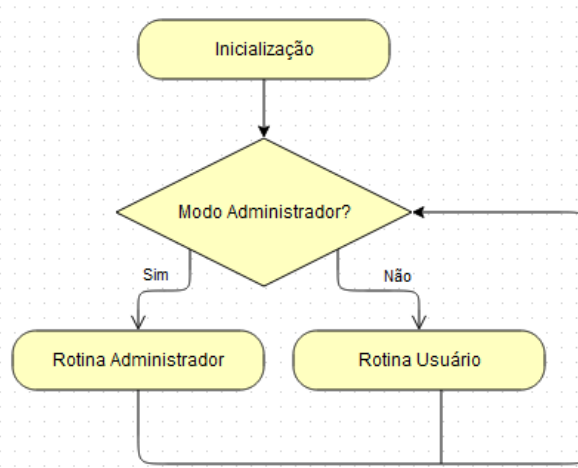 Inicialização
Modo Administrador?
Sim
Não
Rotina Administrador
Rotina Usuário